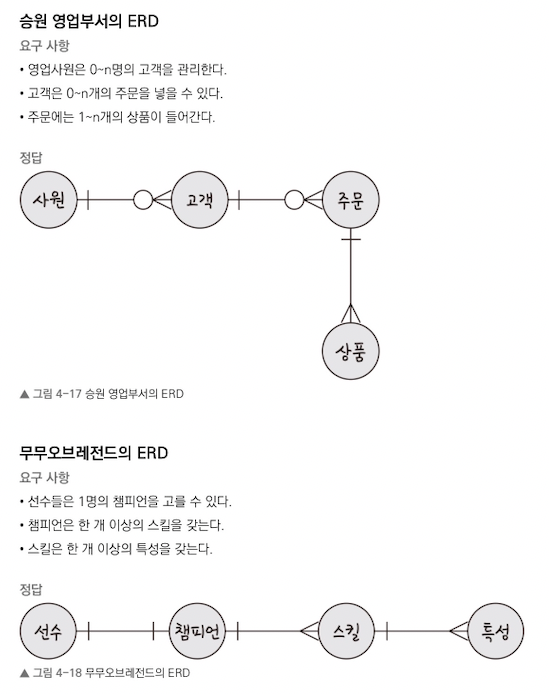 승원 영업부서의 ERD
요구 사항
• 영업사원은 0~n명의 고객을 관리한다.
• 고객은 0~n개의 주문을 넣을 수 있다.
• 주문에는 1~n개의 상품이 들어간다.
정답
사원 고객 주문
상품
▲ 그림 4-17 승원 영업부서의 ERD
무무오브레전드의 ERD
요구 사항
• 선수들은 1명의 챔피언을 고를 수 있다.
• 챔피언은 한 개 이상의 스킬을 갖는다.
• 스킬은 한 개 이상의 특성을 갖는다.
정답
선수 챔피언 스킬 특성
▲ 그림 4-18 무무오브레전드의 ERD